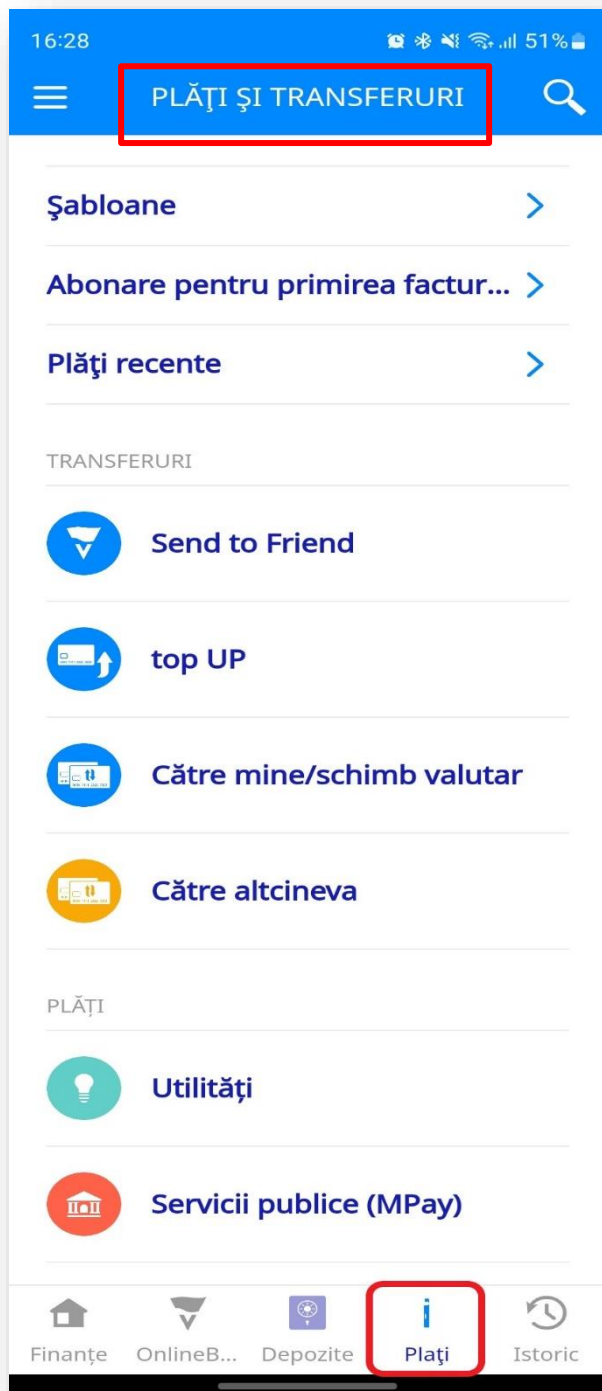 16:28
51%
PLĂŢI ŞI TRANSFERURI
Şabloane
Abonare pentru primirea factur...
Plăţi recente
TRANSFERURI
Send to Friend
top UP
Către mine/schimb valutar
Către altcineva
PLĂȚI
Utilități
Servicii publice (MPay)
Finanțe
OnlineB...
Depozite
Plaţi
Istoric